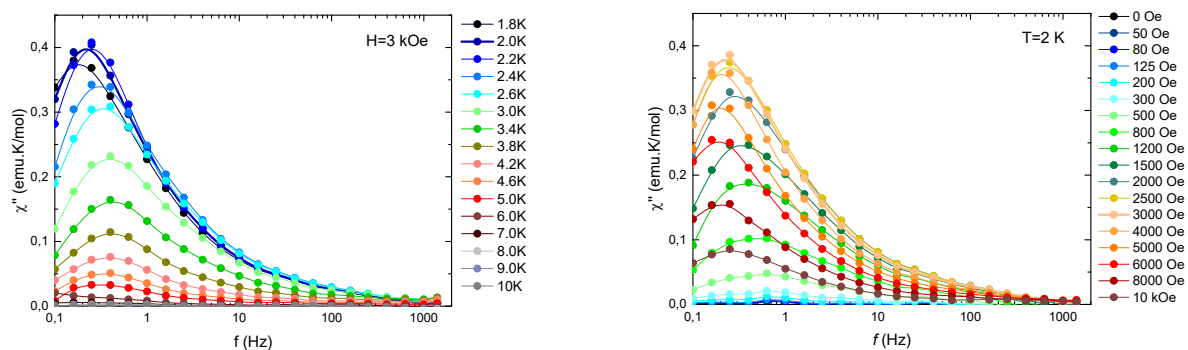 H=3 kOe
χ'' (emu.K/mol)
0,4
0,3
0,2
0,1
0,0
0,1
1
10
100
1000
f (Hz)
1.8K
2.0K
2.2K
2.4K
2.6K
3.0K
3.4K
3.8K
4.2K
4.6K
5.0K
6.0K
7.0K
8.0K
9.0K
10K
T=2 K
χ'' (emu.K/mol)
0,4
0,3
0,2
0,1
0,0
0,1
1
10
100
1000
f (Hz)
0 Oe
50 Oe
80 Oe
125 Oe
200 Oe
300 Oe
500 Oe
800 Oe
1200 Oe
1500 Oe
2000 Oe
2500 Oe
3000 Oe
4000 Oe
5000 Oe
6000 Oe
8000 Oe
10 kOe